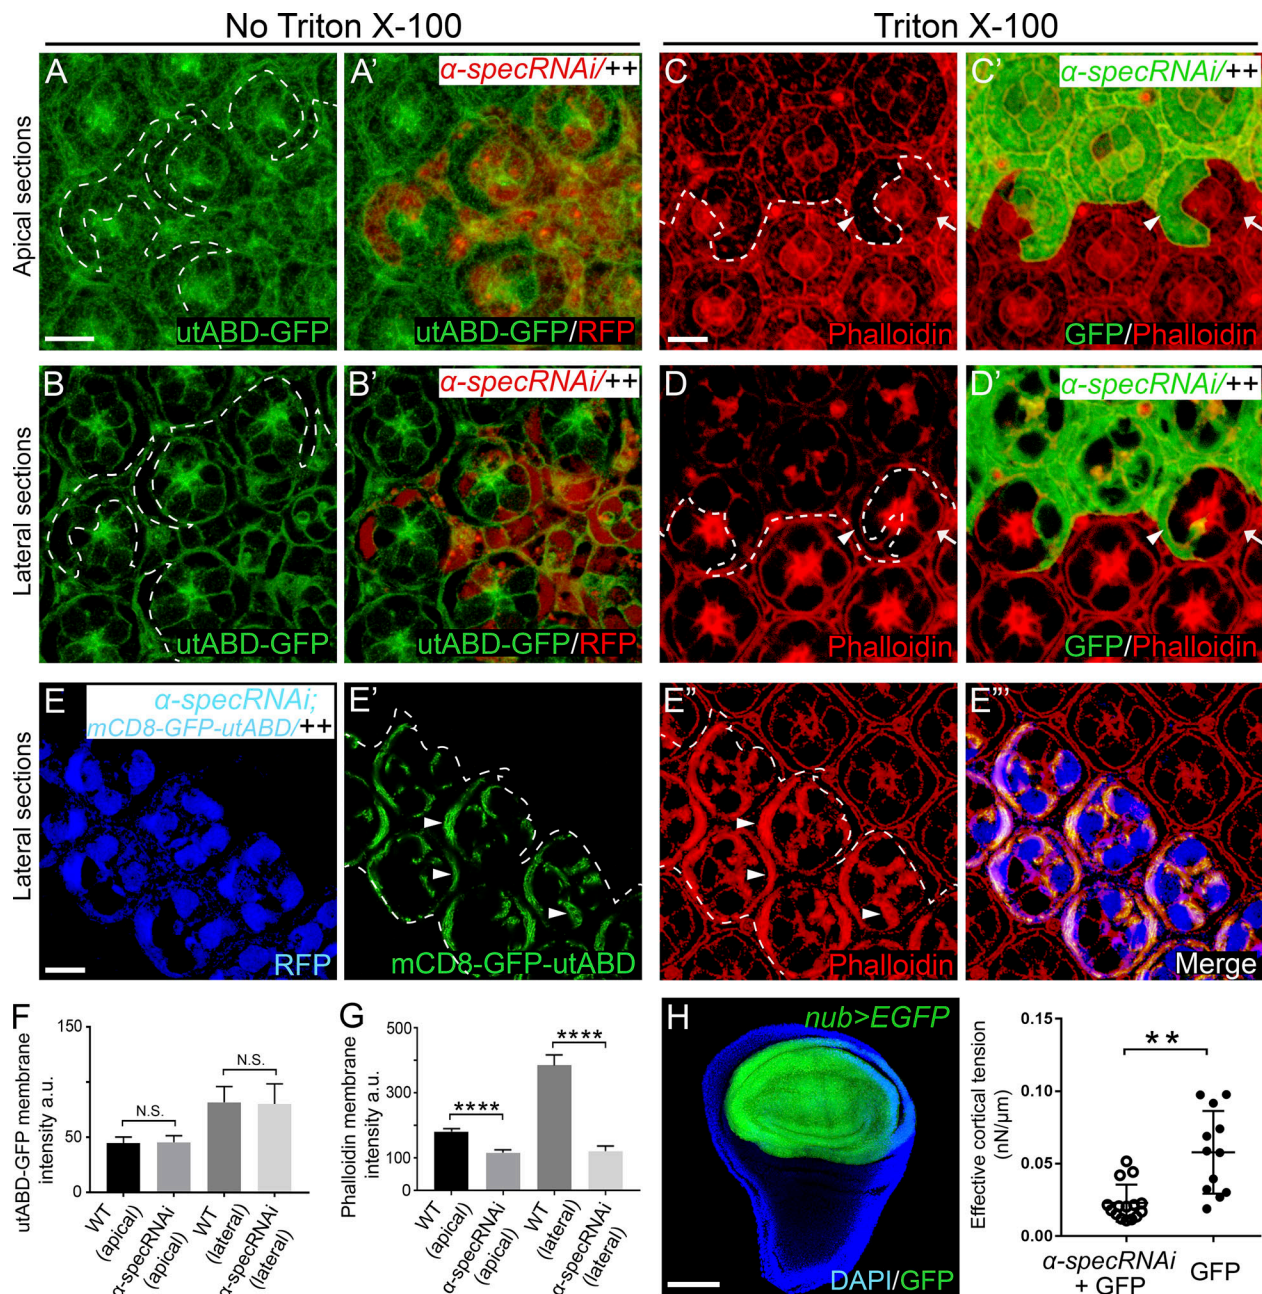 No Triton X-100
Triton X-100
Apical sections
A
A'
α-specRNAi/++
C
C'
α-specRNAi/++
utABD-GFP
utABD-GFP/RFP
Phalloidin
GFP/Phalloidin
Lateral sections
B
B'
α-specRNAi/++
D
D'
α-specRNAi/++
utABD-GFP
utABD-GFP/RFP
Phalloidin
GFP/Phalloidin
Lateral sections
E
α-specRNAi;
mCD8-GFP-utABD/++
E'
E''
E'''
RFP
mCD8-GFP-utABD
Phalloidin
Merge
F
utABD-GFP membrane
intensity a.u.
150
100
50
0
N.S.
N.S.
WT
(apical)
α-specRNAi
(apical)
WT
(lateral)
α-specRNAi
(lateral)
G
Phalloidin membrane
intensity a.u.
500
300
100
0
****
****
WT
(apical)
α-specRNAi
(apical)
WT
(lateral)
α-specRNAi
(lateral)
H
nub>EGFP
DAPI/GFP
Effective cortical tension
(nN/μm)
0.15
0.10
0.05
0.00
**
α-specRNAi
+ GFP
GFP